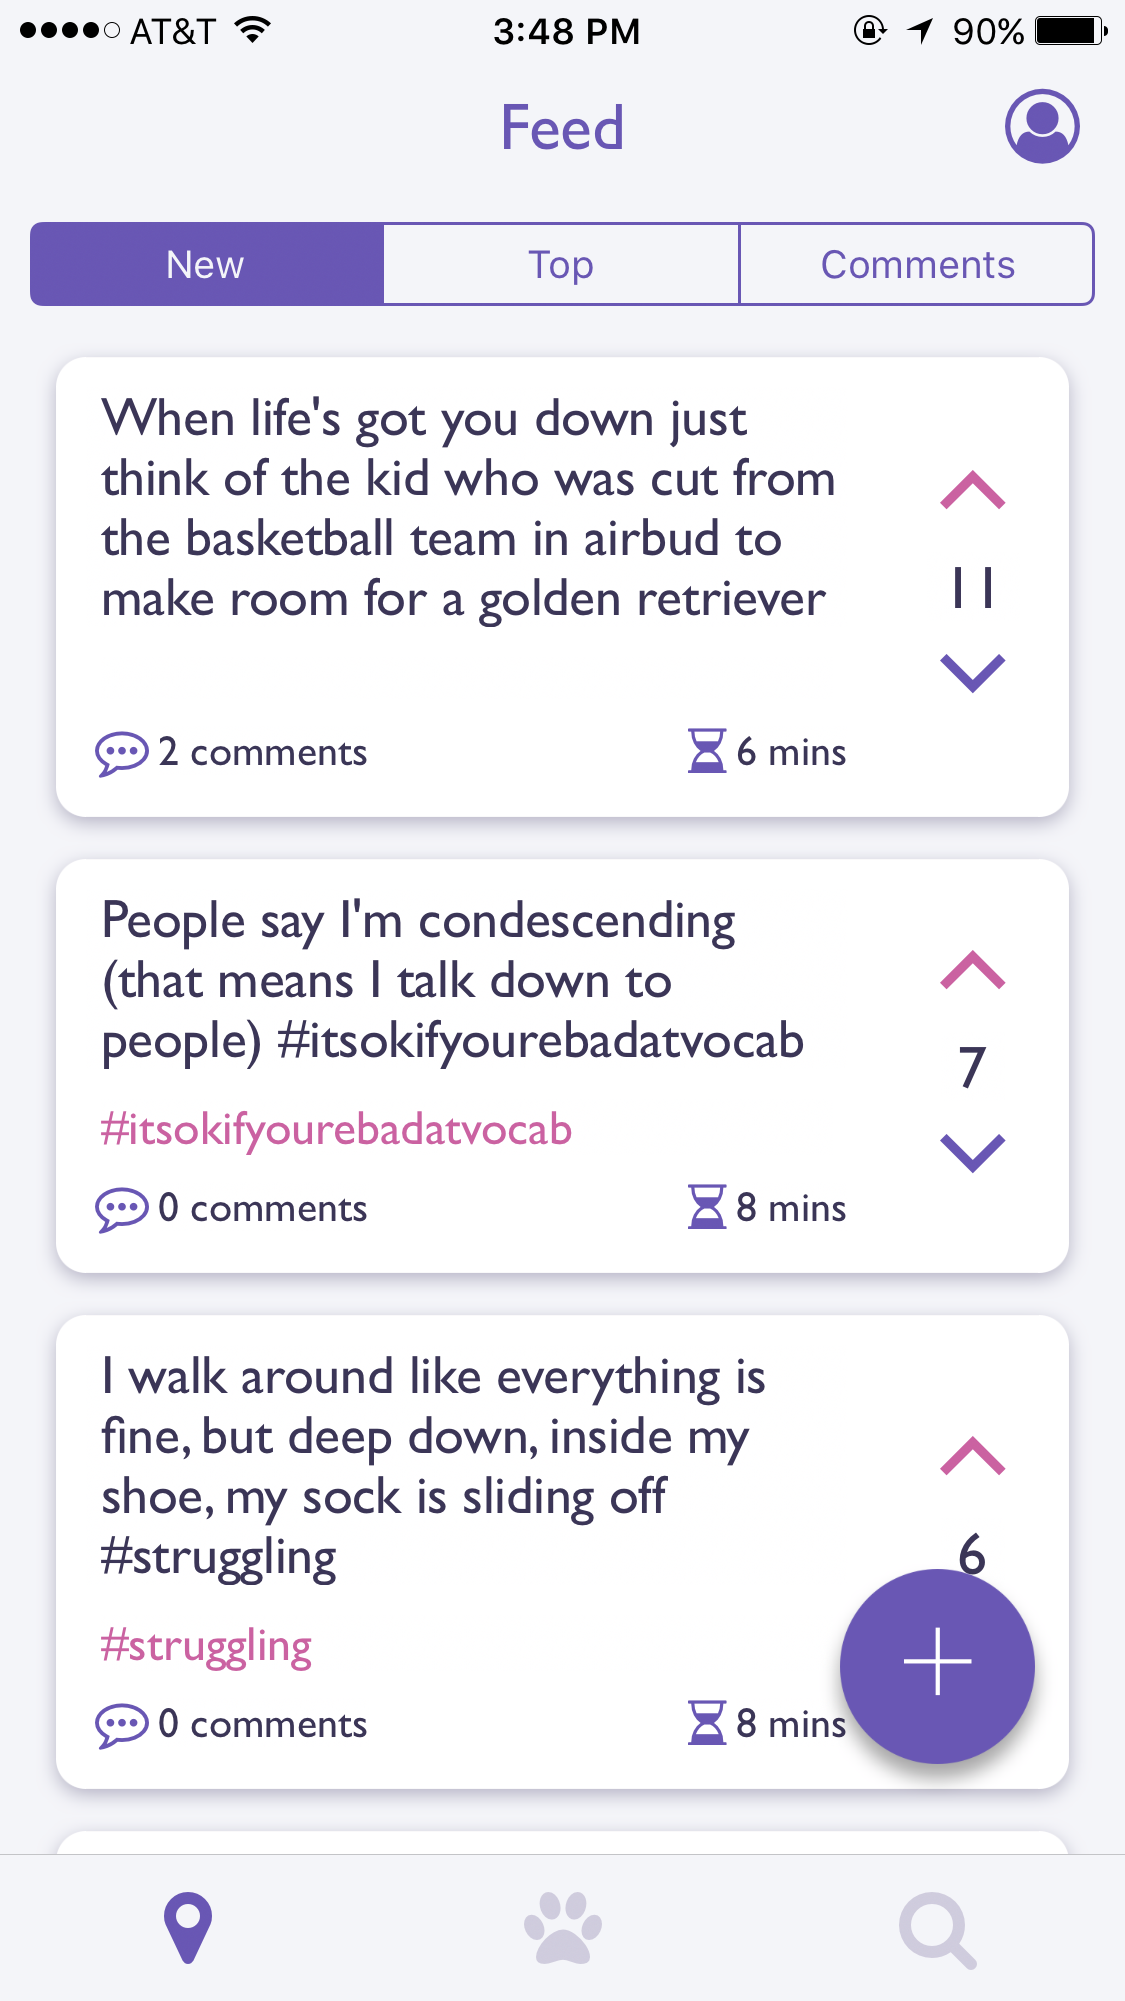 AT&T 3:48 PM 90%
Feed
New Top Comments
When life's got you down just
think of the kid who was cut from
the basketball team in airbud to
make room for a golden retriever
11
2 comments 6 mins
People say I'm condescending
(that means I talk down to
people) #itsokifyourebadatvocab
7
#itsokifyourebadatvocab
0 comments 8 mins
I walk around like everything is
fine, but deep down, inside my
shoe, my sock is sliding off
#struggling
6
#struggling
0 comments 8 mins